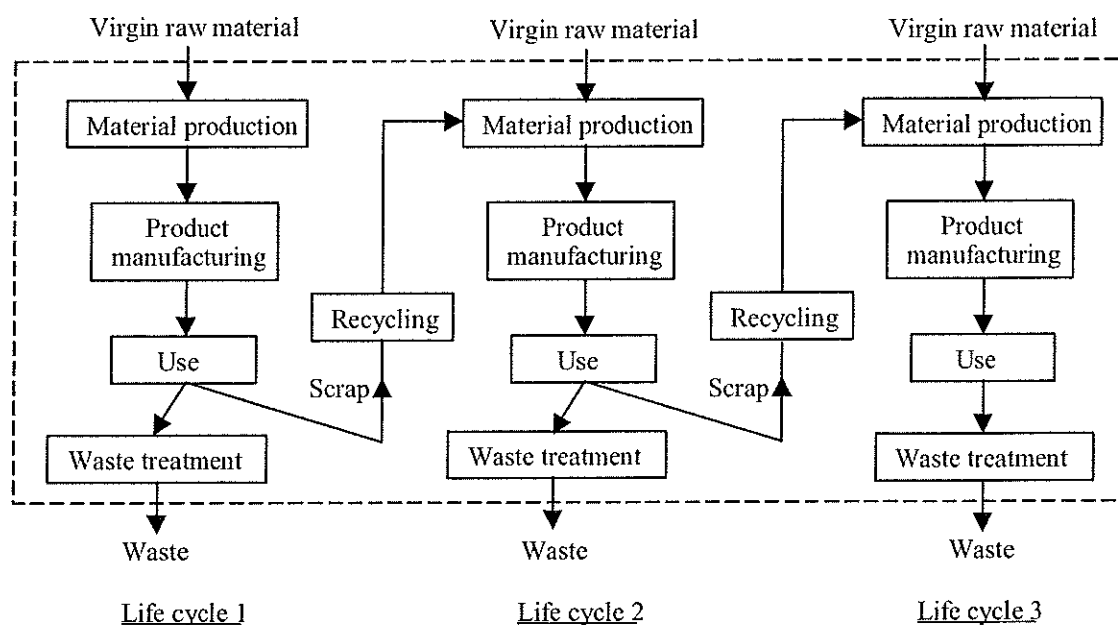 Virgin raw material
Virgin raw material
Virgin raw material
Material production
Material production
Material production
Product
manufacturing
Product
manufacturing
Product
manufacturing
Recycling
Recycling
Use
Use
Use
Scrap
Scrap
Waste treatment
Waste treatment
Waste treatment
Waste
Waste
Waste
Life cycle 1
Life cycle 2
Life cycle 3